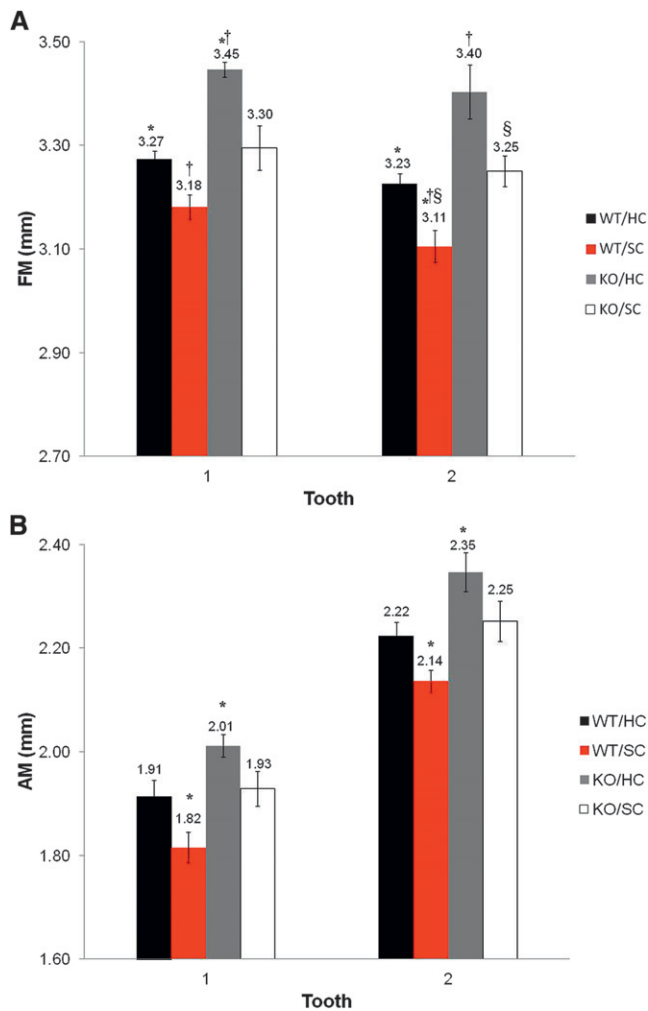 A
3.50
3.30
3.10
2.90
2.70
FM (mm)
*
3.27
†
3.18
*†
3.45
3.30
*
3.23
*†§
3.11
†
3.40
§
3.25
1
2
Tooth
WT/HC
WT/SC
KO/HC
KO/SC
B
2.40
2.20
2.00
1.80
1.60
AM (mm)
1.91
*
1.82
*
2.01
1.93
2.22
*
2.14
*
2.35
2.25
1
2
Tooth
WT/HC
WT/SC
KO/HC
KO/SC